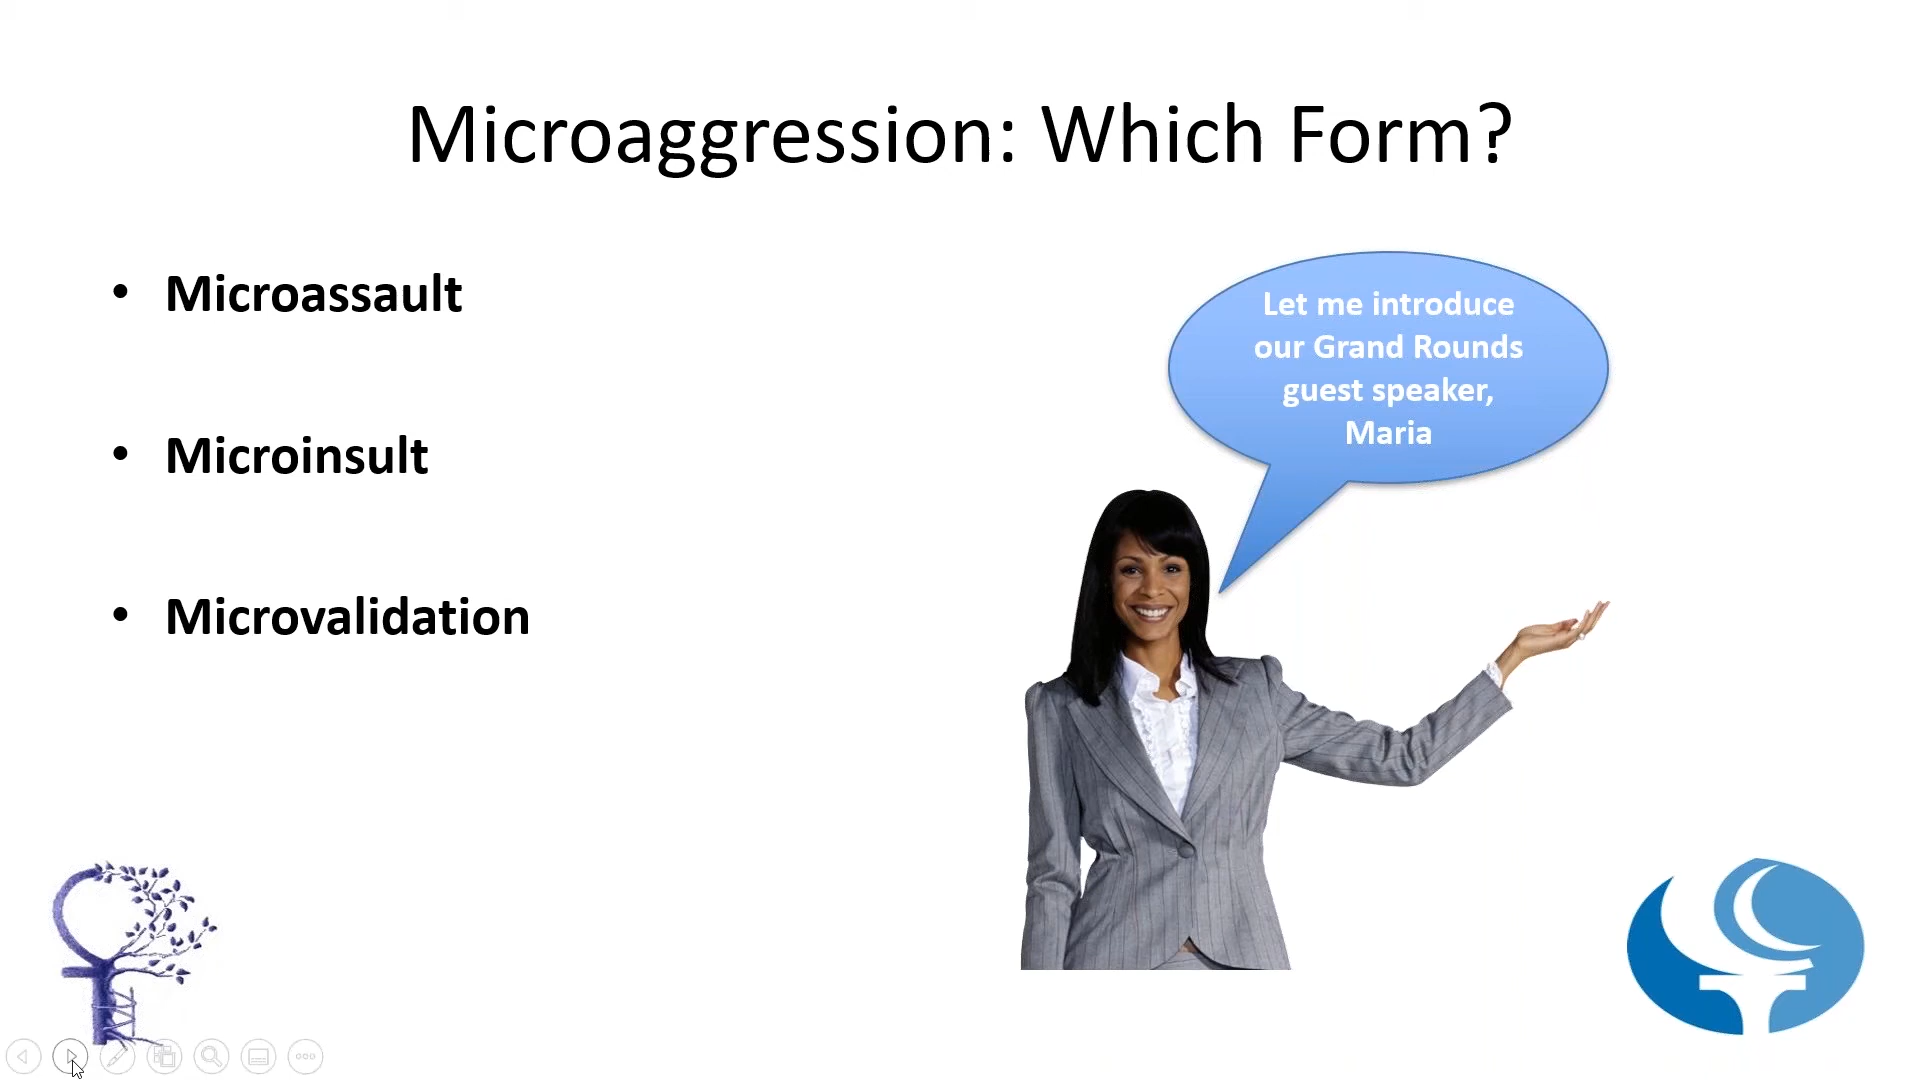 Microaggression: Which Form?
• Microassault
• Microinsult
• Microvalidation
Let me introduce
our Grand Rounds
guest speaker,
Maria